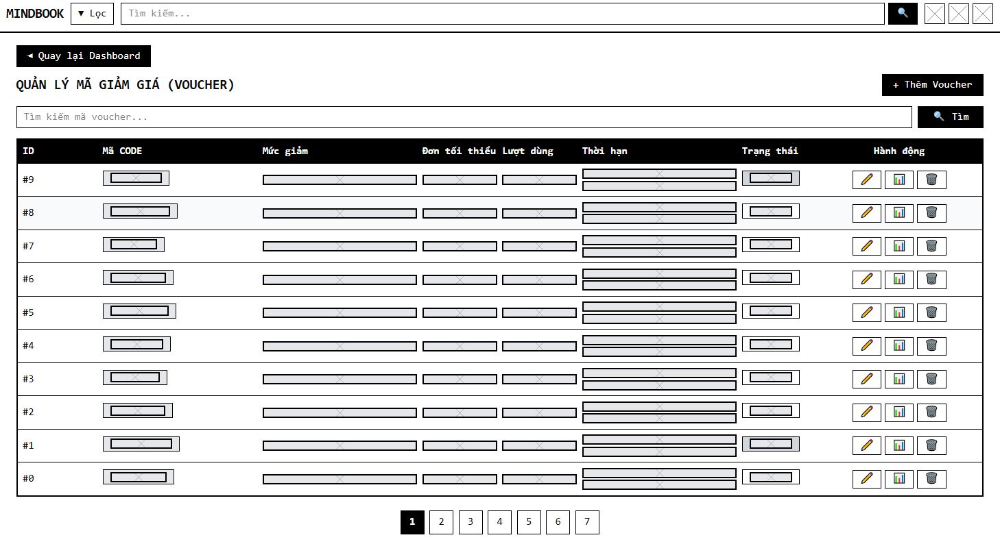 MINDBOOK ▼ Lọc Tìm kiếm...
◄ Quay lại Dashboard
QUẢN LÝ MÃ GIẢM GIÁ (VOUCHER)
+ Thêm Voucher
Tìm kiếm mã voucher... Tìm
ID Mã CODE Mức giảm Đơn tối thiểu Lượt dùng Thời hạn Trạng thái Hành động
#9
#8
#7
#6
#5
#4
#3
#2
#1
#0
1 2 3 4 5 6 7